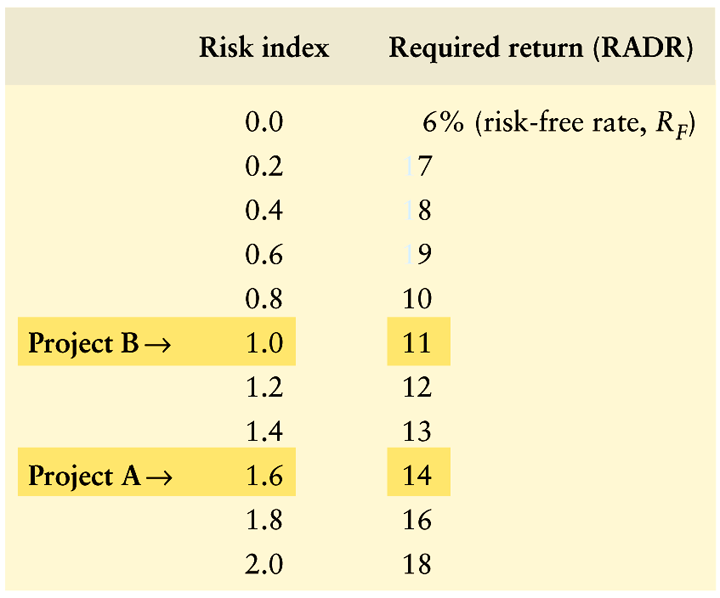 Risk index Required return (RADR)
0.0 6% (risk-free rate, R_F)
0.2 7
0.4 8
0.6 9
0.8 10
Project B → 1.0 11
1.2 12
1.4 13
Project A → 1.6 14
1.8 16
2.0 18